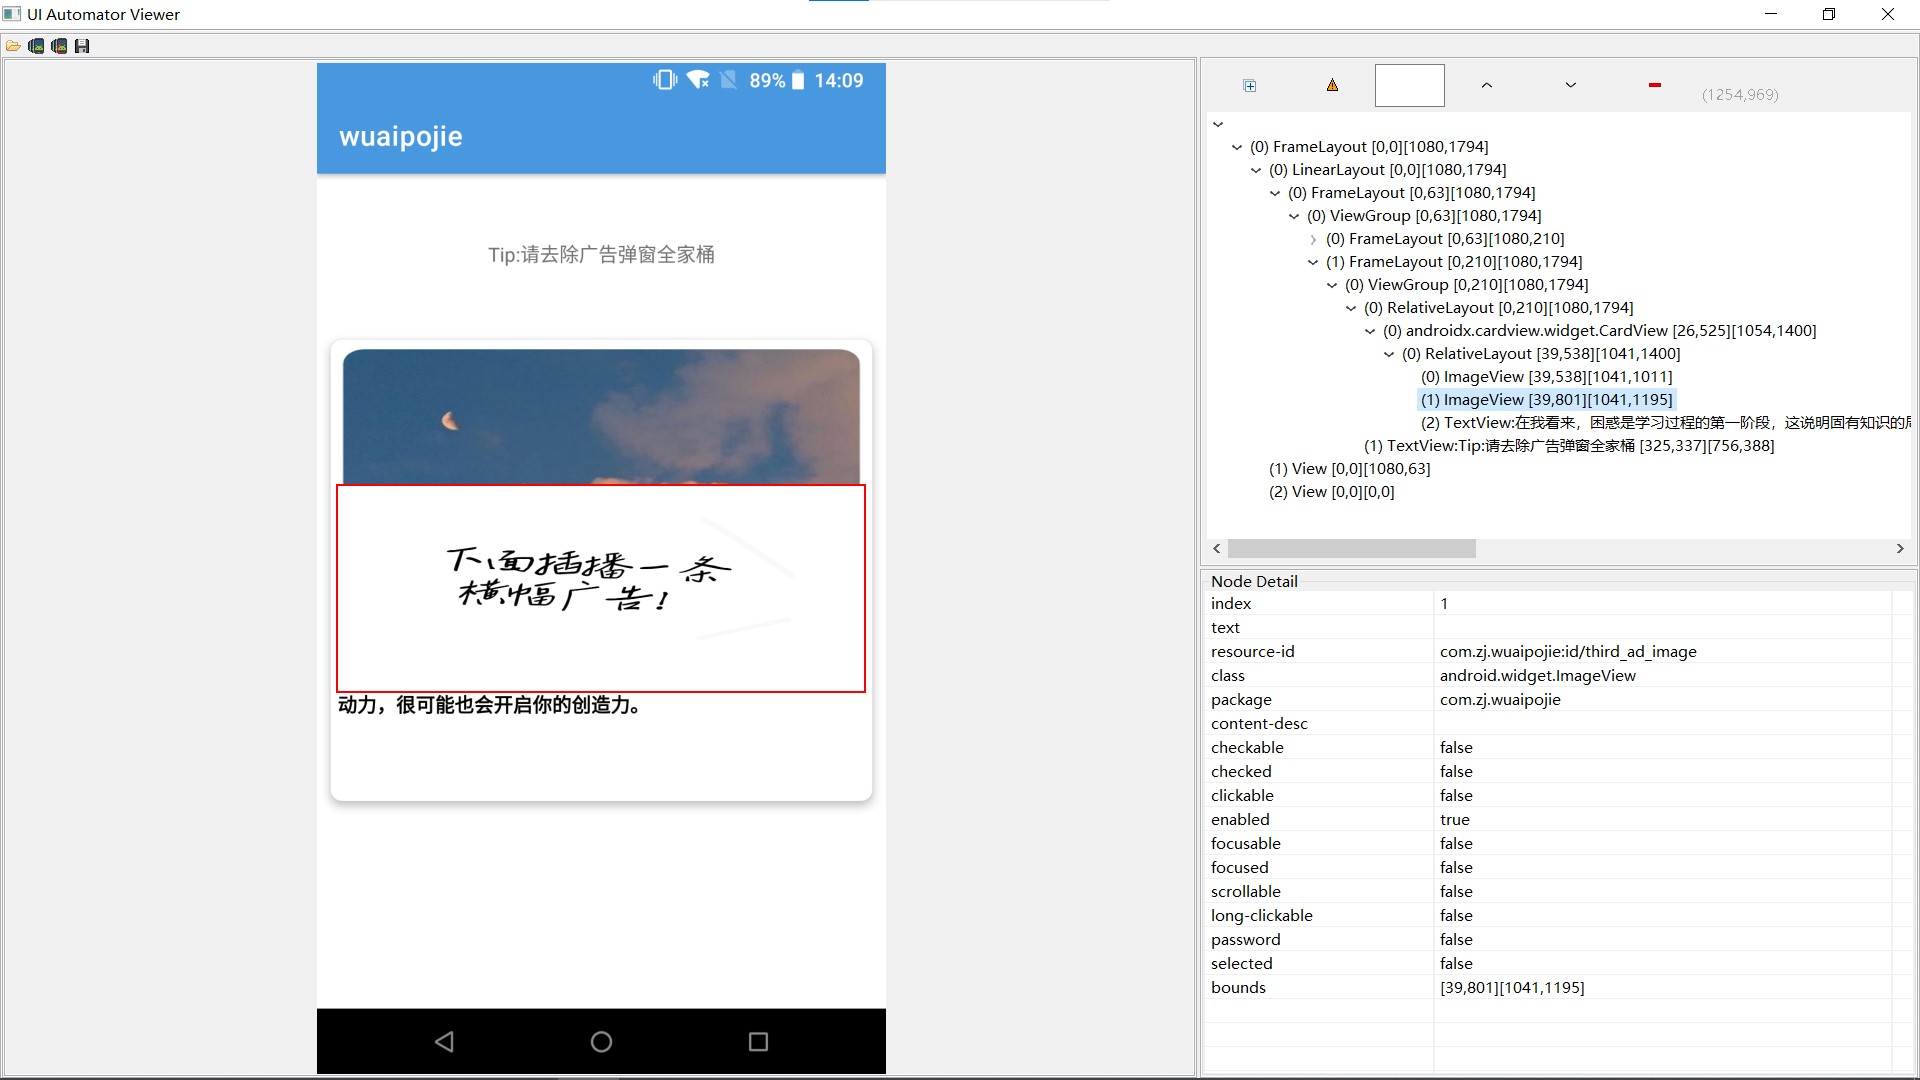 UI Automator Viewer
89% 14:09
wuaipojie
Tip:请去除广告弹窗全家桶
下面插播一条
横幅广告!
动力，很可能也会开启你的创造力。
(1254,969)
(0) FrameLayout [0,0][1080,1794]
(0) LinearLayout [0,0][1080,1794]
(0) FrameLayout [0,63][1080,1794]
(0) ViewGroup [0,63][1080,1794]
(0) FrameLayout [0,63][1080,210]
(1) FrameLayout [0,210][1080,1794]
(0) ViewGroup [0,210][1080,1794]
(0) RelativeLayout [0,210][1080,1794]
(0) androidx.cardview.widget.CardView [26,525][1054,1400]
(0) RelativeLayout [39,538][1041,1400]
(0) ImageView [39,538][1041,1011]
(1) ImageView [39,801][1041,1195]
(2) TextView:在我看来，困惑是学习过程的第一阶段，这说明固有知识的
(1) TextView:Tip:请去除广告弹窗全家桶 [325,337][756,388]
(1) View [0,0][1080,63]
(2) View [0,0][0,0]
Node Detail
index 1
text
resource-id com.zj.wuaipojie:id/third_ad_image
class android.widget.ImageView
package com.zj.wuaipojie
content-desc
checkable false
checked false
clickable false
enabled true
focusable false
focused false
scrollable false
long-clickable false
password false
selected false
bounds [39,801][1041,1195]